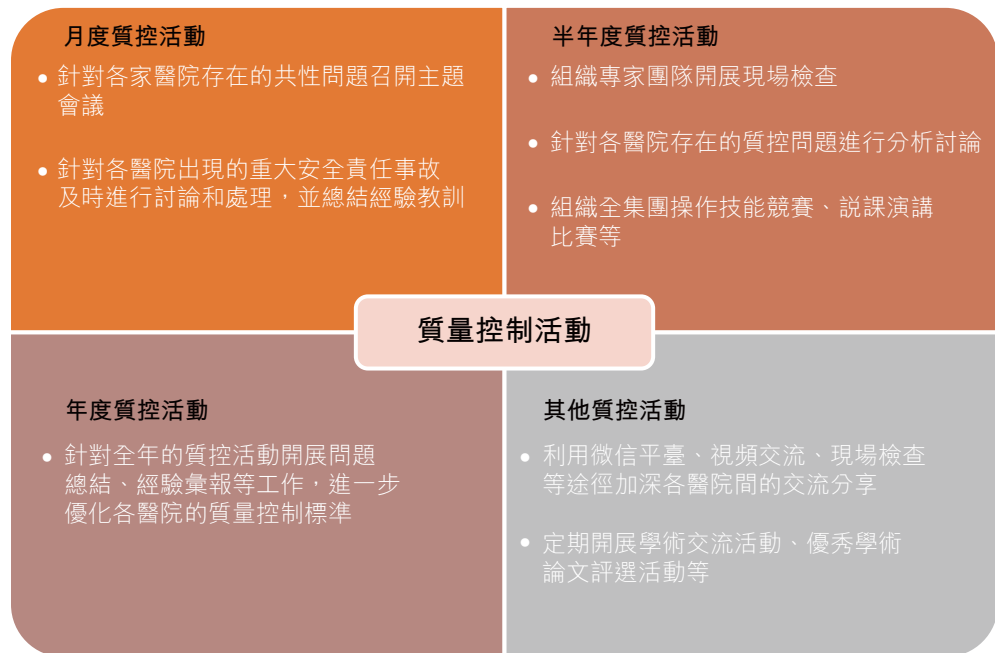 月度質控活動
• 針對各家醫院存在的共性問題召開主題
會議
• 針對各醫院出現的重大安全責任事故
及時進行討論和處理，並總結經驗教訓
半年度質控活動
• 組織專家團隊開展現場檢查
• 針對各醫院存在的質控問題進行分析討論
• 組織全集團操作技能競賽、説課演講
比賽等
質量控制活動
年度質控活動
• 針對全年的質控活動開展問題
總結、經驗彙報等工作，進一步
優化各醫院的質量控制標準
其他質控活動
• 利用微信平臺、視頻交流、現場檢查
等途徑加深各醫院間的交流分享
• 定期開展學術交流活動、優秀學術
論文評選活動等